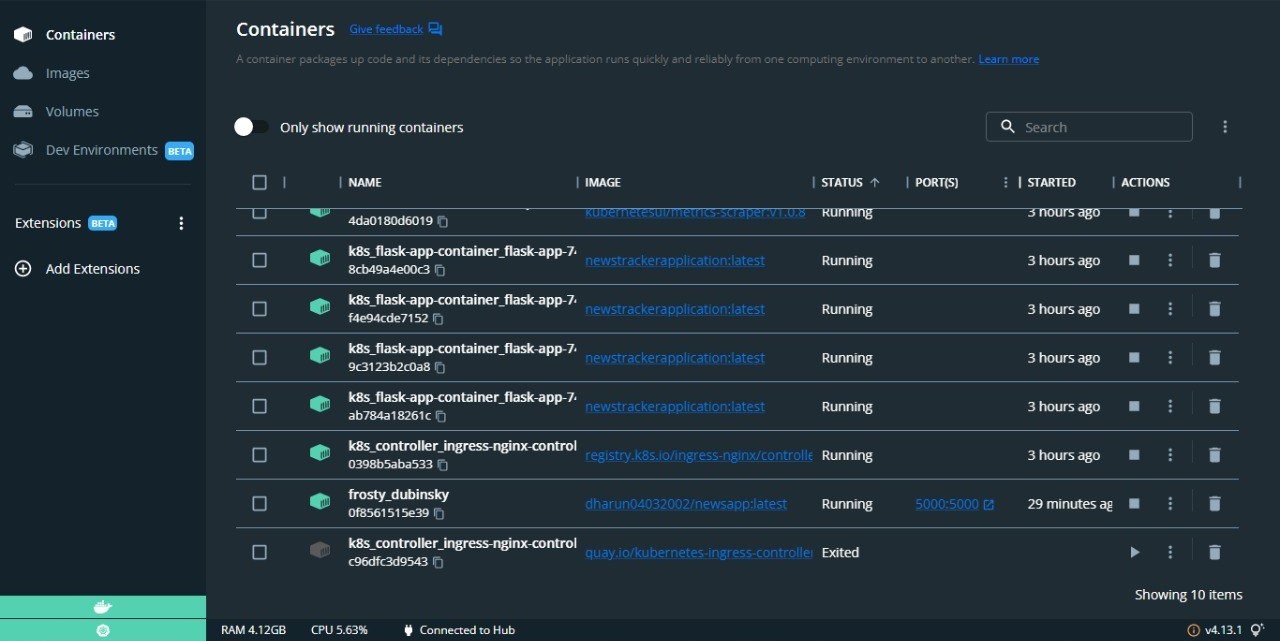 Containers
Images
Volumes
Dev Environments BETA
Extensions BETA
Add Extensions
Containers Give feedback
A container packages up code and its dependencies so the application runs quickly and reliably from one computing environment to another. Learn more
Only show running containers
Search
NAME IMAGE STATUS PORT(S) STARTED ACTIONS
kubernetesui/metrics-scraper:v1.0.8 Running 3 hours ago
4da0180d6019
k8s_flask-app-container_flask-app-7
8cb49a4e00c3 newstrackerapplication:latest Running 3 hours ago
k8s_flask-app-container_flask-app-7
f4e94cde7152 newstrackerapplication:latest Running 3 hours ago
k8s_flask-app-container_flask-app-7
9c3123b2c0a8 newstrackerapplication:latest Running 3 hours ago
k8s_flask-app-container_flask-app-7
ab784a18261c newstrackerapplication:latest Running 3 hours ago
k8s_controller_ingress-nginx-control
0398b5aba533 registry.k8s.io/ingress-nginx/controlle Running 3 hours ago
frosty_dubinsky
0f8561515e39 dharun04032002/newsapp:latest Running 5000:5000 29 minutes ag
k8s_controller_ingress-nginx-control
c96dfc3d9543 quay.io/kubernetes-ingress-controller Exited
Showing 10 items
RAM 4.12GB CPU 5.63% Connected to Hub v4.13.1